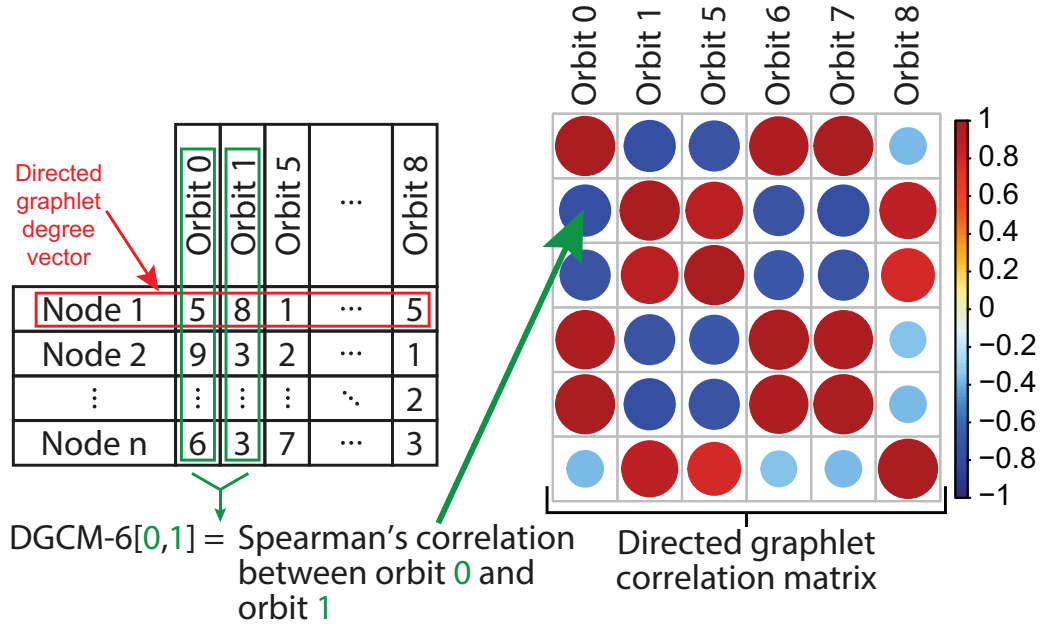 Directed
graphlet
degree
vector
Orbit 0
Orbit 1
Orbit 5
...
Orbit 8
Node 1 5 8 1 ... 5
Node 2 9 3 2 ... 1
⋮ ⋮ ⋮ ⋮ ⋱ 2
Node n 6 3 7 ... 3
DGCM-6[0,1] = Spearman's correlation
between orbit 0 and
orbit 1
Orbit 0
Orbit 1
Orbit 5
Orbit 6
Orbit 7
Orbit 8
1
0.8
0.6
0.4
0.2
0
−0.2
−0.4
−0.6
−0.8
−1
Directed graphlet
correlation matrix